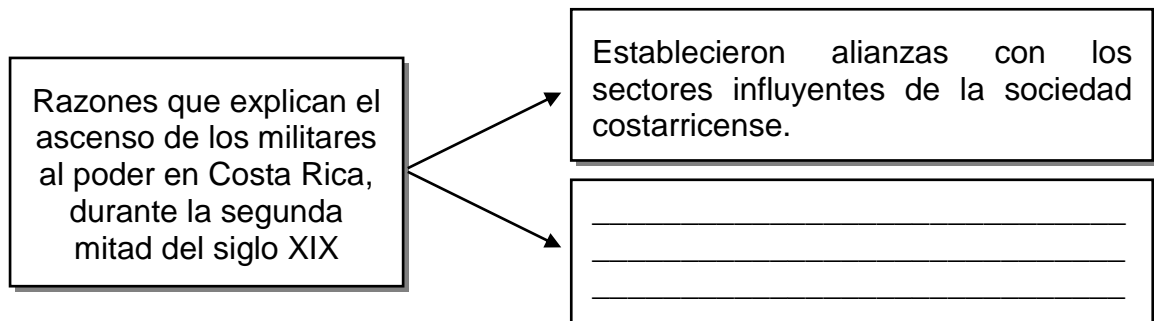 Razones que explican el
ascenso de los militares
al poder en Costa Rica,
durante la segunda
mitad del siglo XIX
Establecieron alianzas con los
sectores influyentes de la sociedad
costarricense.